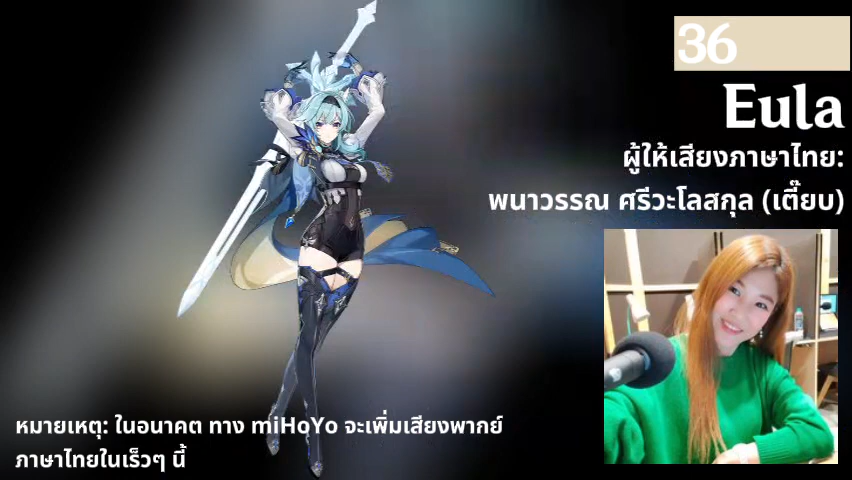 36
Eula
ผู้ให้เสียงภาษาไทย:
พนาวรรณ ศรีวะโลสกุล (เตี๊ยบ)
หมายเหตุ: ในอนาคต ทาง miHoYo จะเพิ่มเสียงพากย์
ภาษาไทยในเร็วๆ นี้